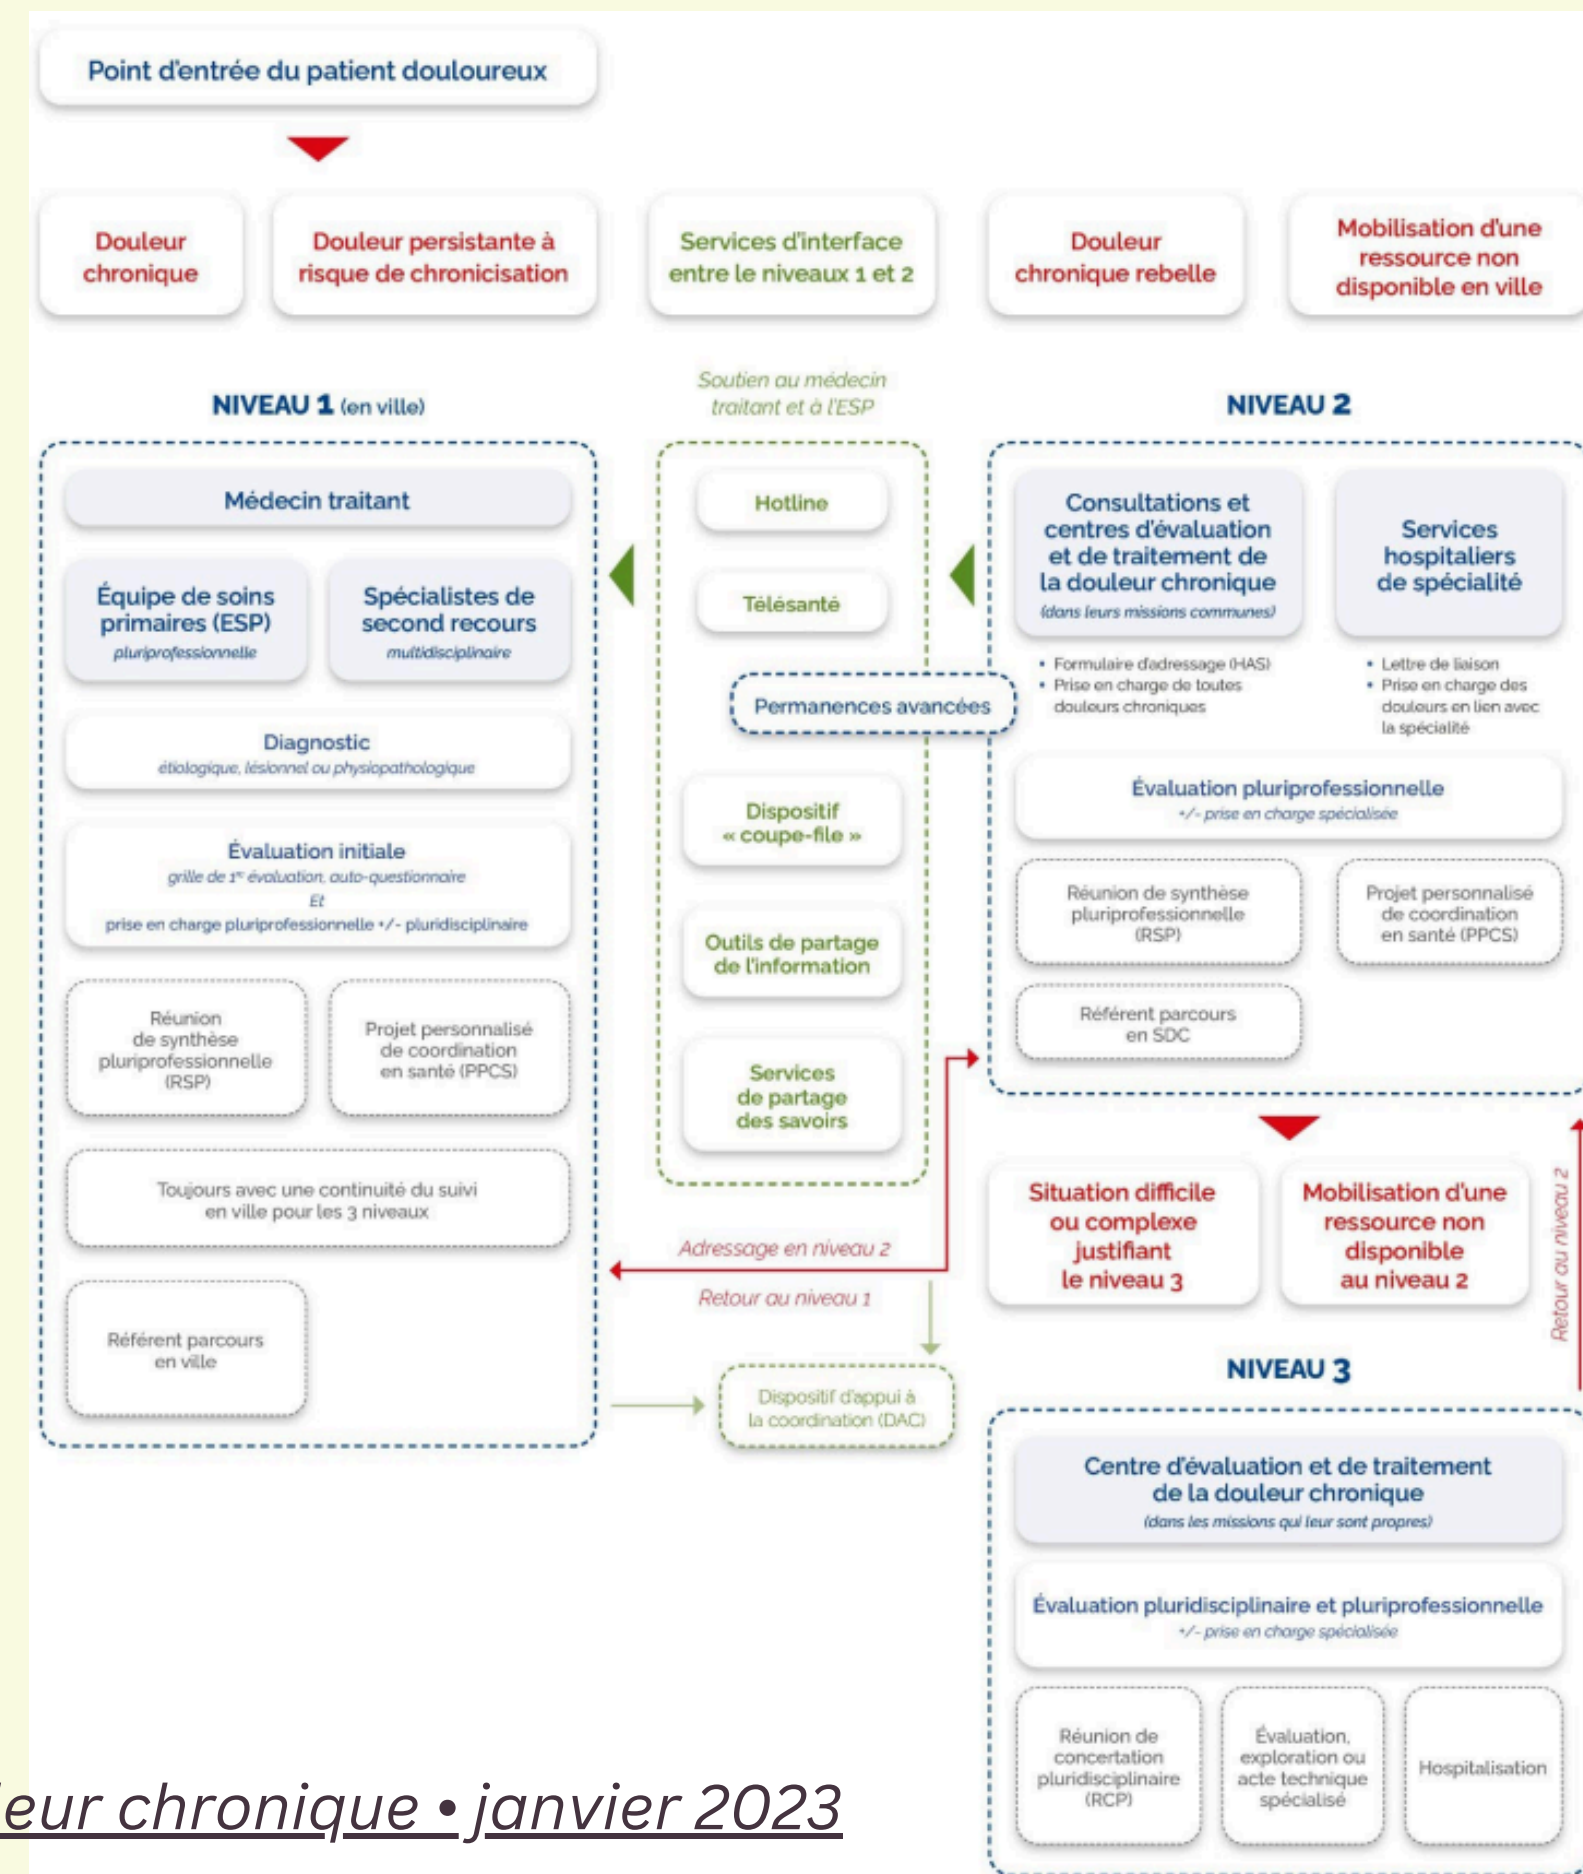 Point d'entrée du patient douloureux
Douleur
chronique
Douleur persistante à
risque de chronicisation
Services d'interface
entre le niveaux 1 et 2
Douleur
chronique rebelle
Mobilisation d'une
ressource non
disponible en ville
NIVEAU 1 (en ville)
Médecin traitant
Équipe de soins
primaires (ESP)
pluriprofessionnelle
Spécialistes de
second recours
multidisciplinaire
Diagnostic
étiologique, lésionnel ou physiopathologique
Évaluation initiale
grille de 1re évaluation, auto-questionnaire
Et
prise en charge pluriprofessionnelle +/- pluridisciplinaire
Réunion
de synthèse
pluriprofessionnelle
(RSP)
Projet personnalisé
de coordination
en santé (PPCS)
Toujours avec une continuité du suivi
en ville pour les 3 niveaux
Référent parcours
en ville
Soutien au médecin
traitant et à l'ESP
Hotline
Télésanté
Permanences avancées
Dispositif
« coupe-file »
Outils de partage
de l'information
Services
de partage
des savoirs
Adressage en niveau 2
Retour au niveau 1
Dispositif d'appui à
la coordination (DAC)
NIVEAU 2
Consultations et
centres d'évaluation
et de traitement de
la douleur chronique
(dans leurs missions communes)
• Formulaire d'adressage (HAS)
• Prise en charge de toutes
douleurs chroniques
Services
hospitaliers
de spécialité
• Lettre de liaison
• Prise en charge des
douleurs en lien avec
la spécialité
Évaluation pluriprofessionnelle
+/- prise en charge spécialisée
Réunion de synthèse
pluriprofessionnelle
(RSP)
Projet personnalisé
de coordination
en santé (PPCS)
Référent parcours
en SDC
Situation difficile
ou complexe
justifiant
le niveau 3
Mobilisation d'une
ressource non
disponible
au niveau 2
Retour au niveau 2
NIVEAU 3
Centre d'évaluation et de traitement
de la douleur chronique
(dans les missions qui leur sont propres)
Évaluation pluridisciplinaire et pluriprofessionnelle
+/- prise en charge spécialisée
Réunion de
concertation
pluridisciplinaire
(RCP)
Évaluation,
exploration ou
acte technique
spécialisé
Hospitalisation
eur chronique • janvier 2023